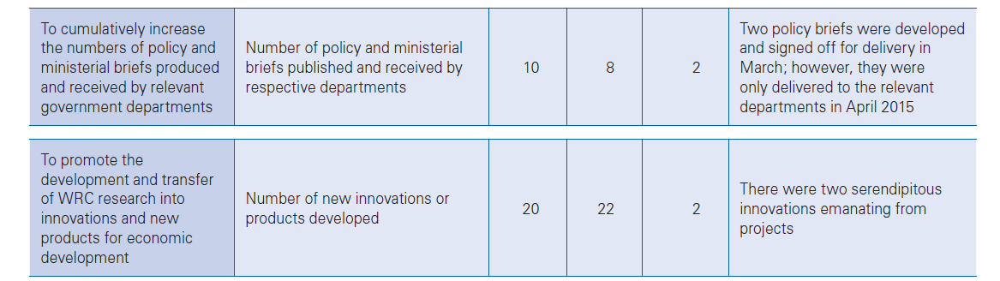 To cumulatively increase
the numbers of policy and
ministerial briefs produced
and received by relevant
government departments
Number of policy and ministerial
briefs published and received by
respective departments
10
8
2
Two policy briefs were developed
and signed off for delivery in
March; however, they were
only delivered to the relevant
departments in April 2015
To promote the
development and transfer
of WRC research into
innovations and new
products for economic
development
Number of new innovations or
products developed
20
22
2
There were two serendipitous
innovations emanating from
projects